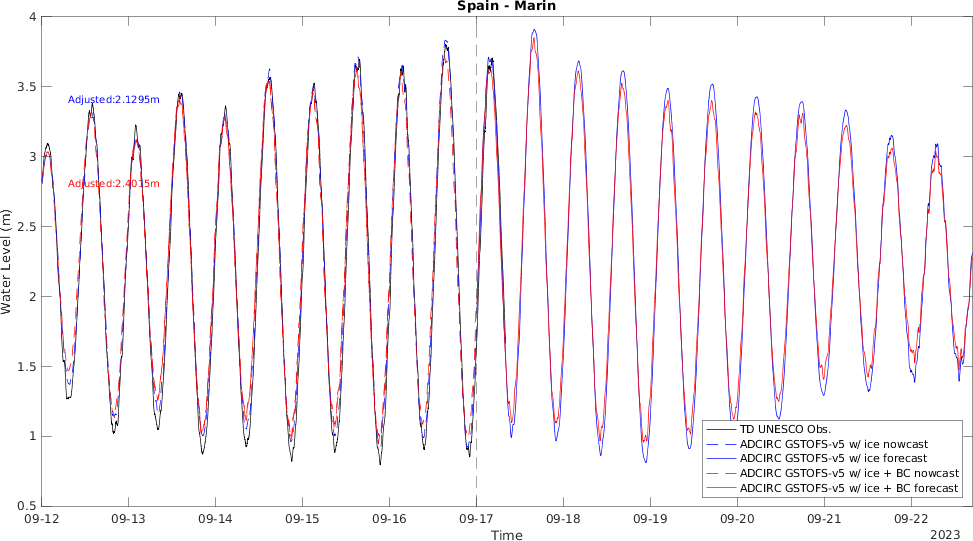 Spain - Marin
4
3.5
3
2.5
2
1.5
1
0.5
Water Level (m)
Adjusted:2.1295m
Adjusted:2.4015m
TD UNESCO Obs.
ADCIRC GSTOFS-v5 w/ ice nowcast
ADCIRC GSTOFS-v5 w/ ice forecast
ADCIRC GSTOFS-v5 w/ ice + BC nowcast
ADCIRC GSTOFS-v5 w/ ice + BC forecast
09-12 09-13 09-14 09-15 09-16 09-17 09-18 09-19 09-20 09-21 09-22
Time
2023